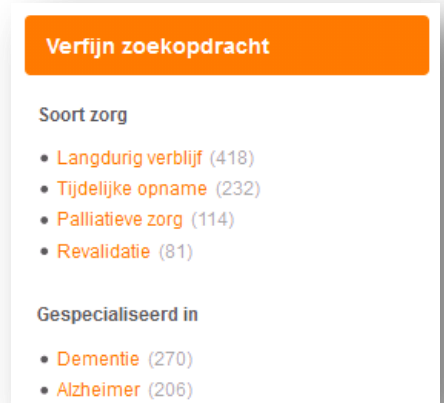 Verfijn zoekopdracht
Soort zorg
• Langdurig verblijf (418)
• Tijdelijke opname (232)
• Palliatieve zorg (114)
• Revalidatie (81)
Gespecialiseerd in
• Dementie (270)
• Alzheimer (206)